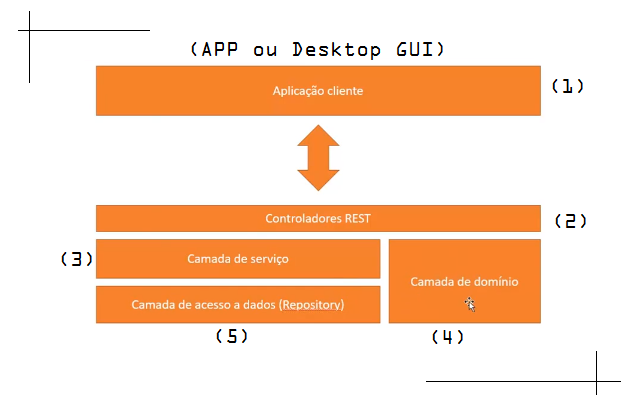 (APP ou Desktop GUI)
Aplicação cliente
(1)
Controladores REST
(2)
(3)
Camada de serviço
Camada de domínio
Camada de acesso a dados (Repository)
(5)
(4)